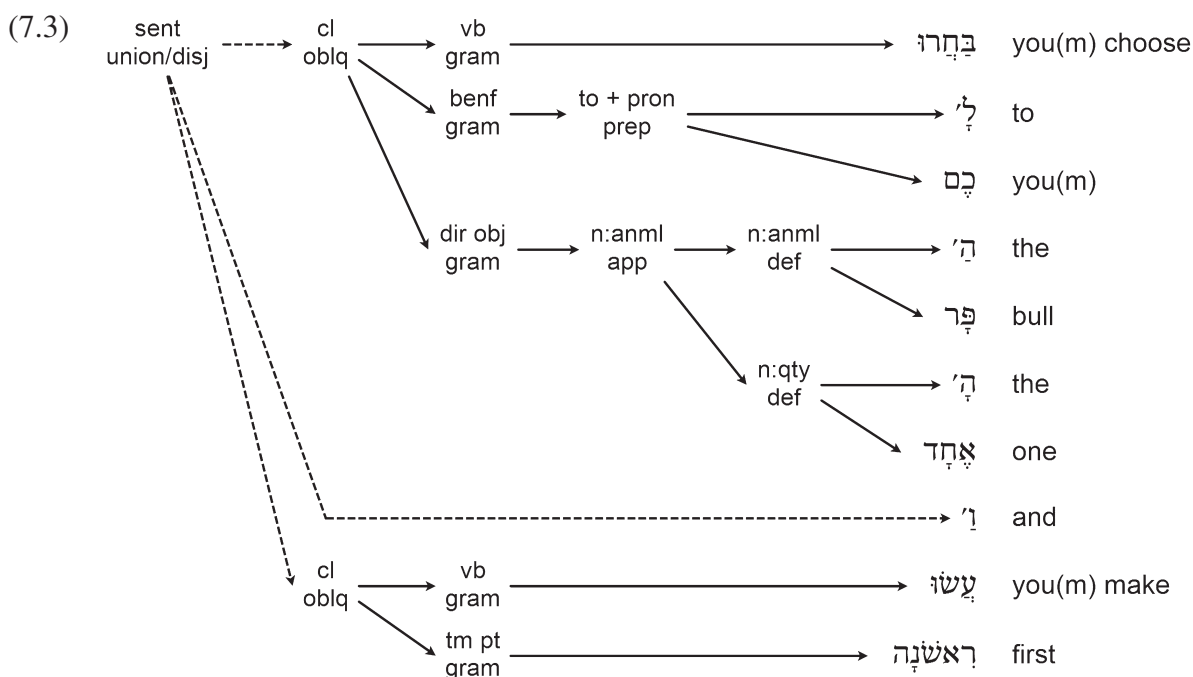 (7.3)
sent
union/disj
cl
oblq
vb
gram
בַּחֲרוּ you(m) choose
benf
gram
to + pron
prep
לָ׳ to
כֶם you(m)
dir obj
gram
n:anml
app
n:anml
def
הַ׳ the
פָּר bull
n:qty
def
הָ׳ the
אֶחָד one
וַ׳ and
cl
oblq
vb
gram
עֲשׂוּ you(m) make
tm pt
gram
רִאשֹׁנָה first